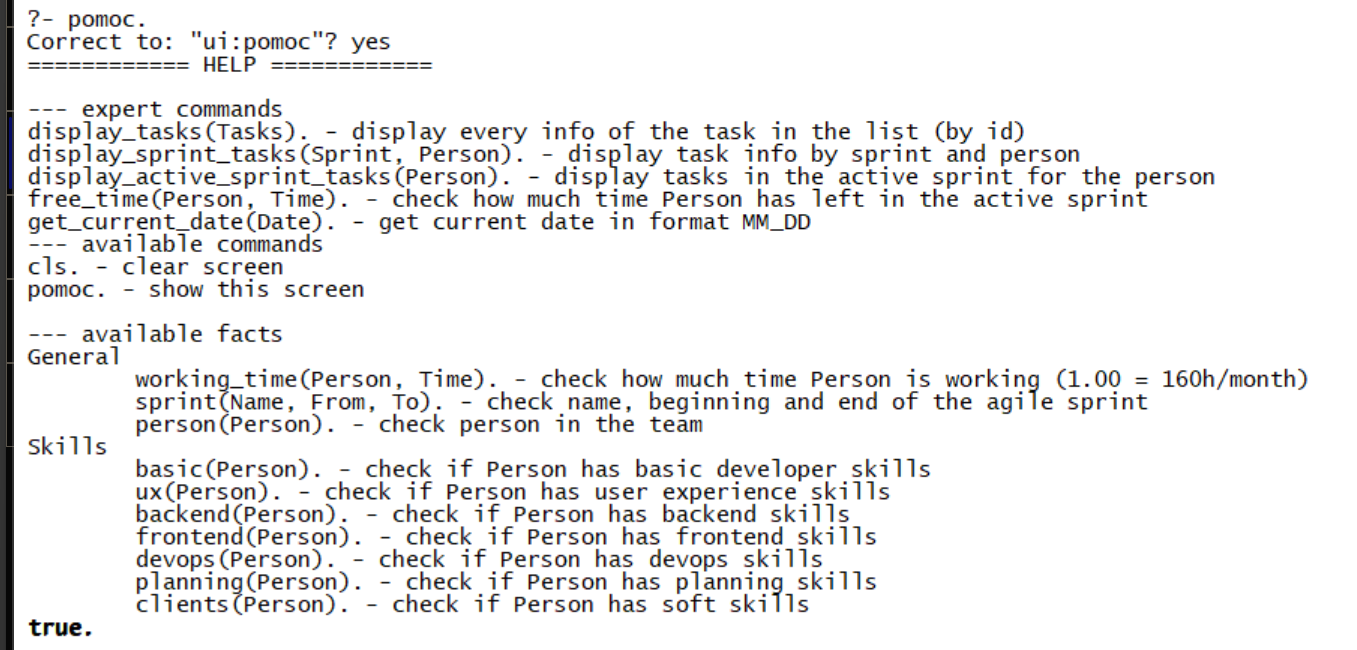 ?- pomoc.
Correct to: "ui:pomoc"? yes
============ HELP ============
--- expert commands
display_tasks(Tasks). - display every info of the task in the list (by id)
display_sprint_tasks(Sprint, Person). - display task info by sprint and person
display_active_sprint_tasks(Person). - display tasks in the active sprint for the person
free_time(Person, Time). - check how much time Person has left in the active sprint
get_current_date(Date). - get current date in format MM_DD
--- available commands
cls. - clear screen
pomoc. - show this screen
--- available facts
General
working_time(Person, Time). - check how much time Person is working (1.00 = 160h/month)
sprint(Name, From, To). - check name, beginning and end of the agile sprint
person(Person). - check person in the team
Skills
basic(Person). - check if Person has basic developer skills
ux(Person). - check if Person has user experience skills
backend(Person). - check if Person has backend skills
frontend(Person). - check if Person has frontend skills
devops(Person). - check if Person has devops skills
planning(Person). - check if Person has planning skills
clients(Person). - check if Person has soft skills
true.